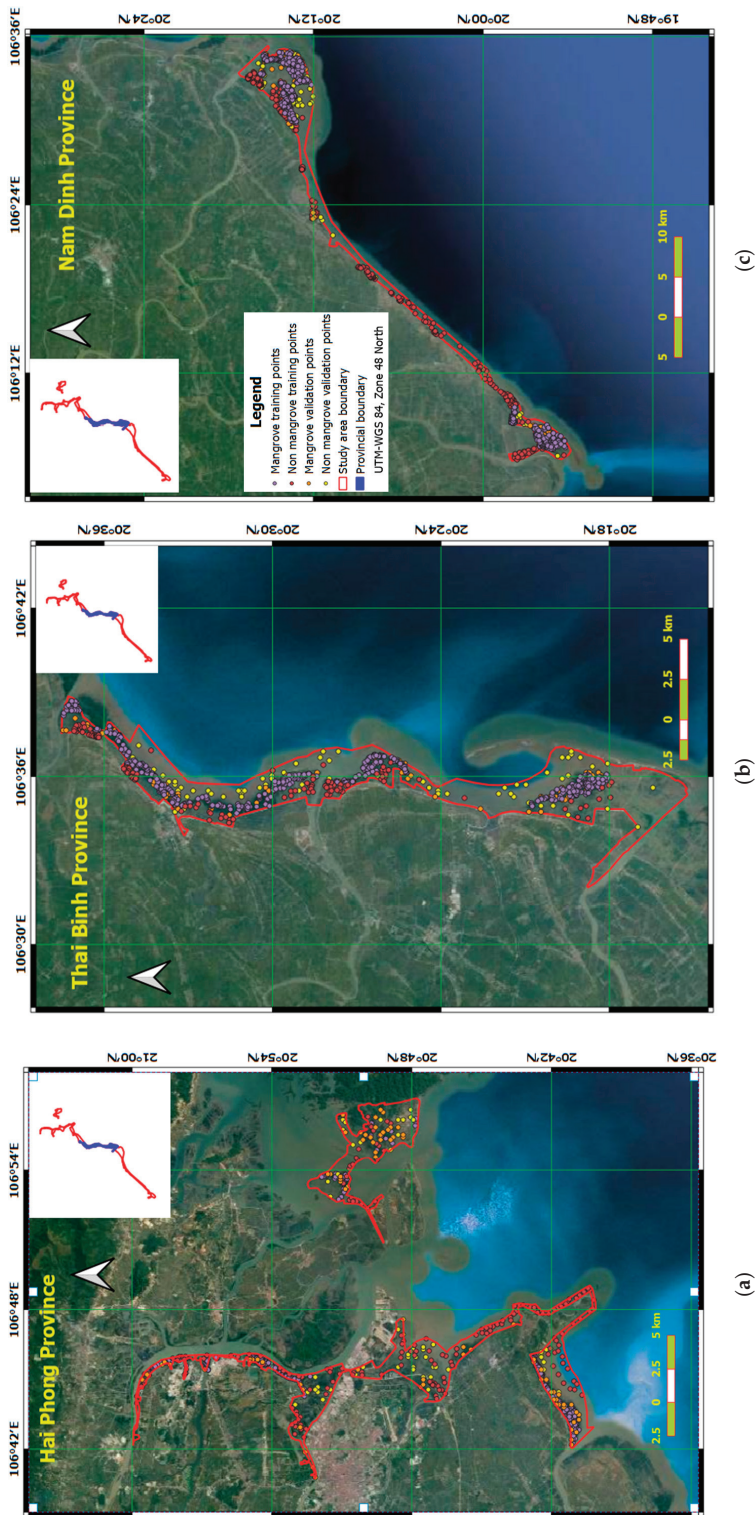 Hai Phong Province
106°42′E
106°48′E
106°54′E
21°00′N
20°54′N
20°48′N
20°42′N
20°36′N
2.5 0 2.5 5 km
(a)
Thai Binh Province
106°30′E
106°36′E
106°42′E
20°36′N
20°30′N
20°24′N
20°18′N
2.5 0 2.5 5 km
(b)
Nam Dinh Province
106°12′E
106°24′E
106°36′E
20°24′N
20°12′N
20°00′N
19°48′N
Legend
Mangrove training points
Non mangrove training points
Mangrove validation points
Non mangrove validation points
Study area boundary
Provincial boundary
UTM-WGS 84, Zone 48 North
5 0 5 10 km
(c)